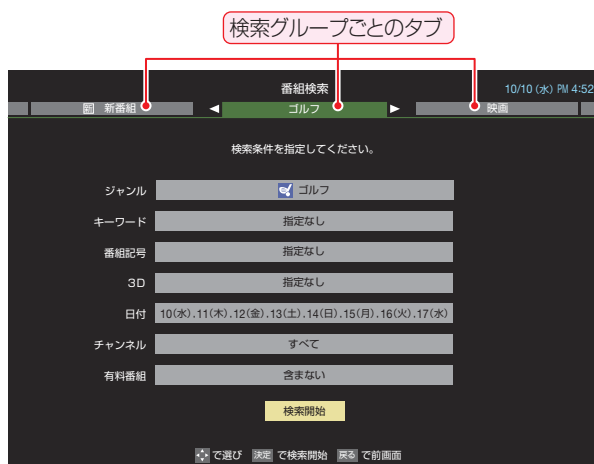 検索グループごとのタブ
番組検索 10/10 (水) PM 4:52
新番組 ◀ ゴルフ ▶ 映画
検索条件を指定してください。
ジャンル ゴルフ
キーワード 指定なし
番組記号 指定なし
3D 指定なし
日付 10(水).11(木).12(金).13(土).14(日).15(月).16(火).17(水)
チャンネル すべて
有料番組 含まない
検索開始
で選び 決定 で検索開始 戻る で前画面